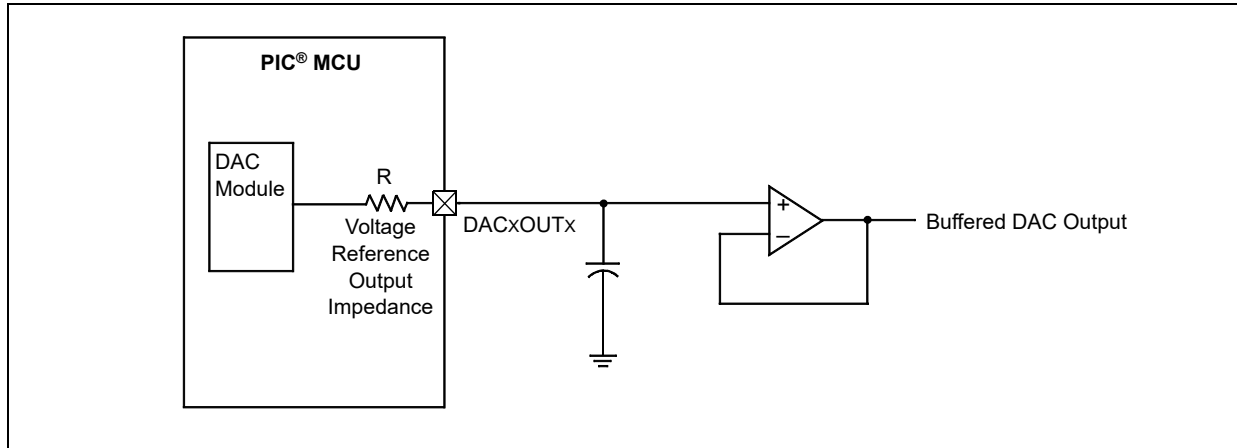 PIC® MCU
DAC
Module
R
Voltage
Reference
Output
Impedance
DACxOUTx
+
–
Buffered DAC Output